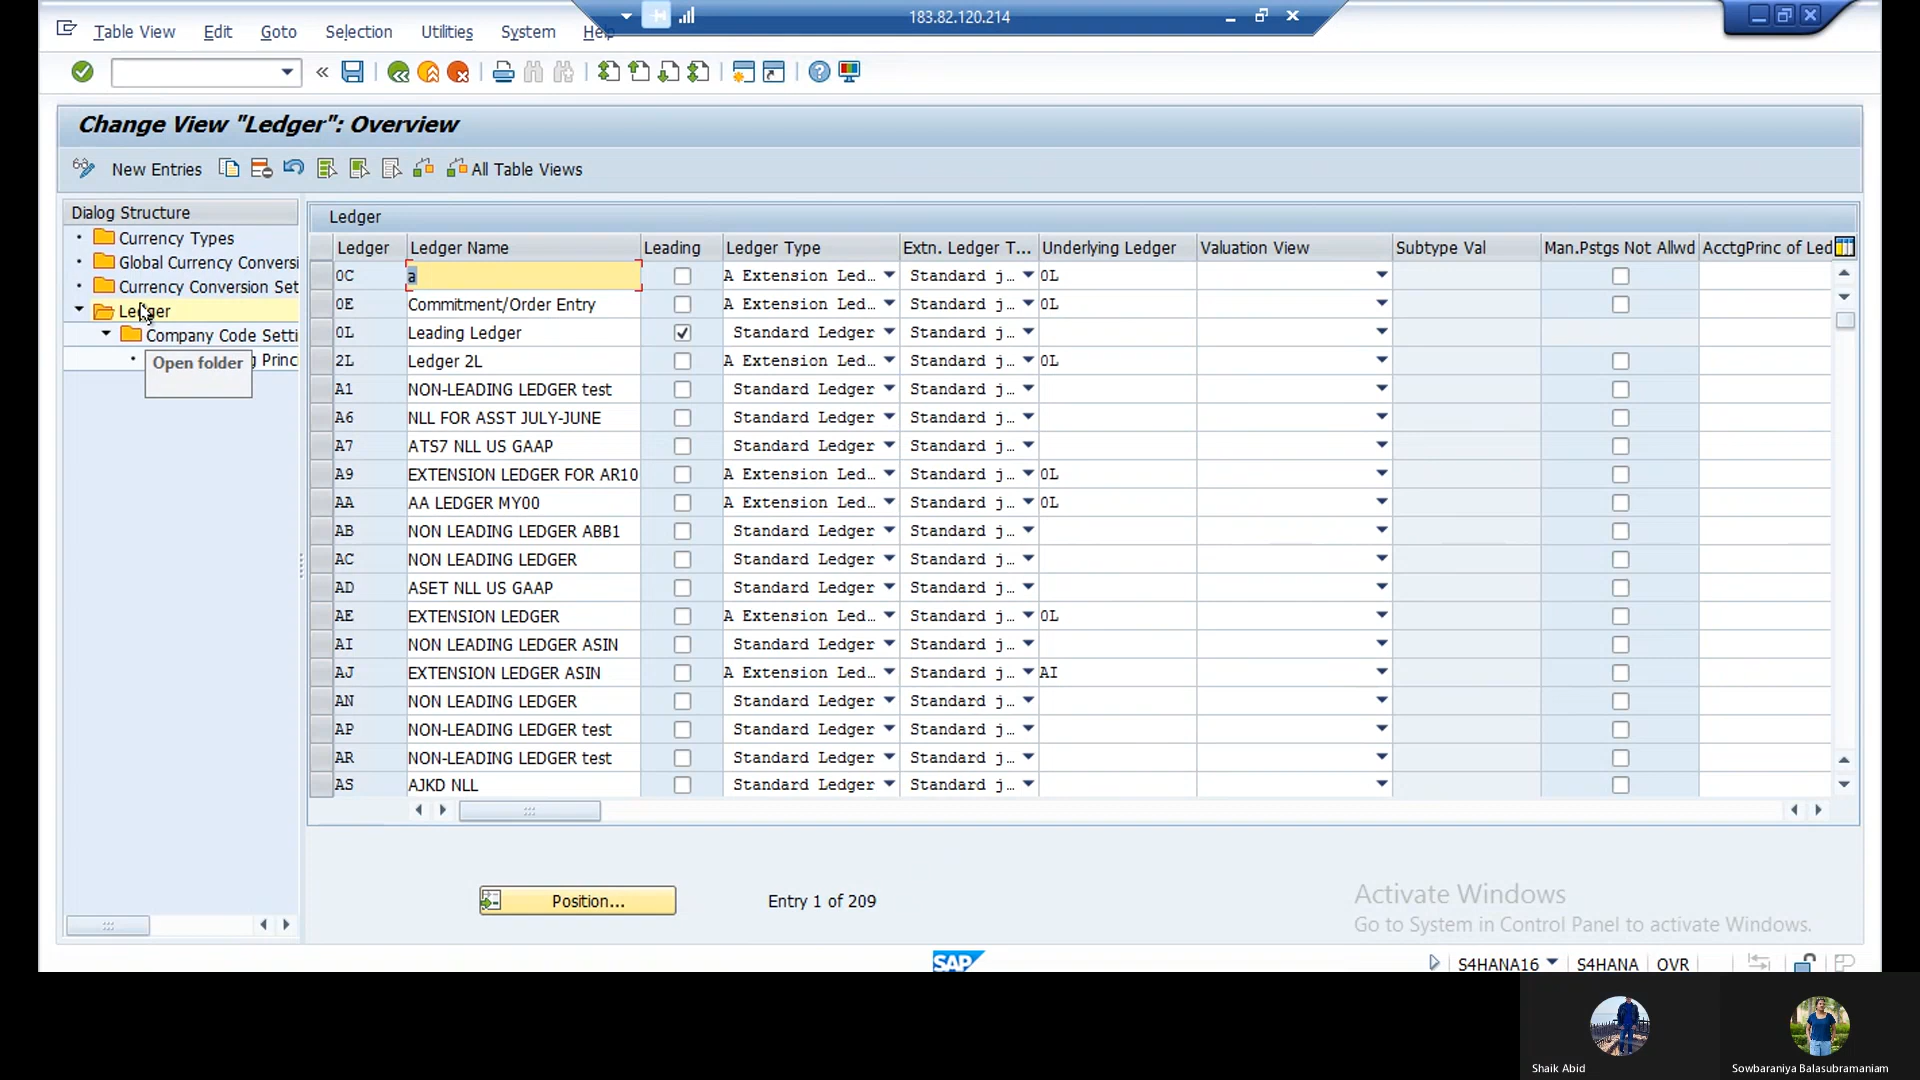 183.82.120.214
Table View Edit Goto Selection Utilities System Help
Change View "Ledger": Overview
New Entries All Table Views
Dialog Structure
Currency Types
Global Currency Conversi
Currency Conversion Set
Ledger
Company Code Setti
g Princ
Open folder
Ledger
Ledger Ledger Name Leading Ledger Type Extn. Ledger T... Underlying Ledger Valuation View Subtype Val Man.Pstgs Not Allwd AcctgPrinc of Led
0C a A Extension Led… Standard j… 0L
0E Commitment/Order Entry A Extension Led… Standard j… 0L
0L Leading Ledger Standard Ledger Standard j…
2L Ledger 2L A Extension Led… Standard j… 0L
A1 NON-LEADING LEDGER test Standard Ledger Standard j…
A6 NLL FOR ASST JULY-JUNE Standard Ledger Standard j…
A7 ATS7 NLL US GAAP Standard Ledger Standard j…
A9 EXTENSION LEDGER FOR AR10 A Extension Led… Standard j… 0L
AA AA LEDGER MY00 A Extension Led… Standard j… 0L
AB NON LEADING LEDGER ABB1 Standard Ledger Standard j…
AC NON LEADING LEDGER Standard Ledger Standard j…
AD ASET NLL US GAAP Standard Ledger Standard j…
AE EXTENSION LEDGER A Extension Led… Standard j… 0L
AI NON LEADING LEDGER ASIN Standard Ledger Standard j…
AJ EXTENSION LEDGER ASIN A Extension Led… Standard j… AI
AN NON LEADING LEDGER Standard Ledger Standard j…
AP NON-LEADING LEDGER test Standard Ledger Standard j…
AR NON-LEADING LEDGER test Standard Ledger Standard j…
AS AJKD NLL Standard Ledger Standard j…
Position... Entry 1 of 209
Activate Windows
Go to System in Control Panel to activate Windows.
SAP S4HANA16 S4HANA OVR
Shaik Abid Sowbaraniya Balasubramaniam